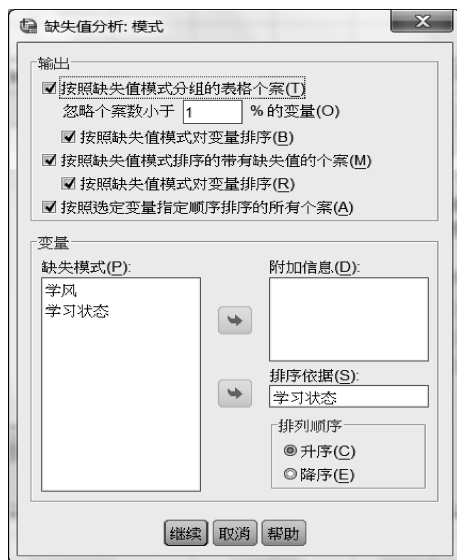 缺失值分析: 模式
输出
按照缺失值模式分组的表格个案(T)
忽略个案数小于 1 %的变量(O)
按照缺失值模式对变量排序(B)
按照缺失值模式排序的带有缺失值的个案(M)
按照缺失值模式对变量排序(R)
按照选定变量指定顺序排序的所有个案(A)
变量
缺失模式(P):
学风
学习状态
附加信息(D):
排序依据(S):
学习状态
排列顺序
升序(C)
降序(E)
继续 取消 帮助